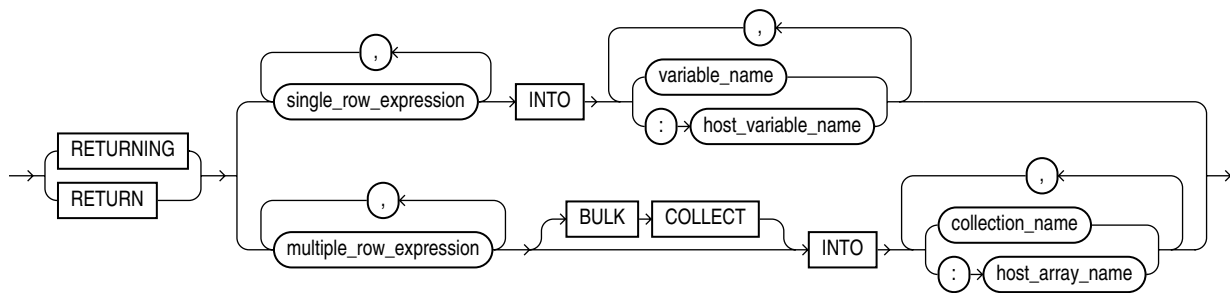 , ,
single_row_expression INTO variable_name
: host_variable_name
RETURNING
RETURN
, ,
multiple_row_expression BULK COLLECT INTO collection_name
: host_array_name